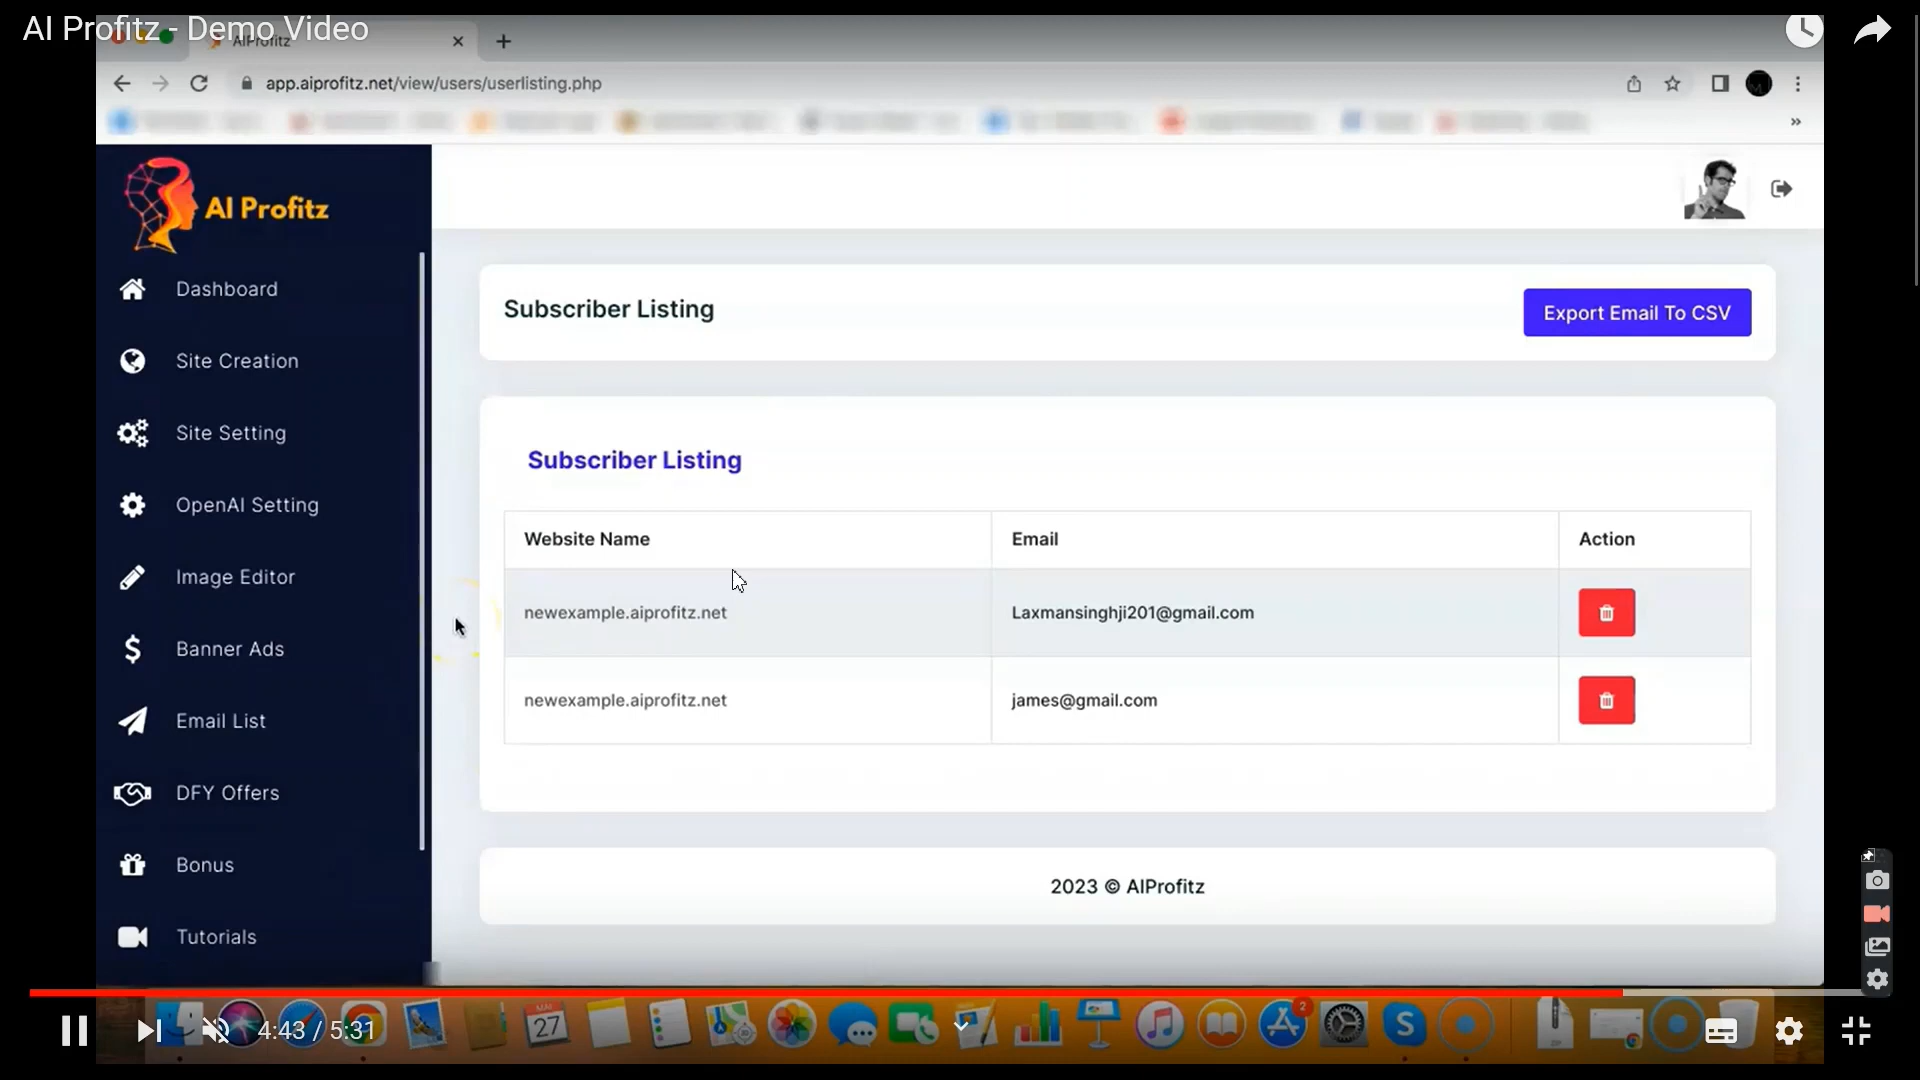 AI Profitz - Demo Video
AIProfitz
app.aiprofitz.net/view/users/userlisting.php
AI Profitz
Dashboard
Site Creation
Site Setting
OpenAI Setting
Image Editor
Banner Ads
Email List
DFY Offers
Bonus
Tutorials
Subscriber Listing
Export Email To CSV
Subscriber Listing
Website Name Email Action
newexample.aiprofitz.net Laxmansinghji201@gmail.com
newexample.aiprofitz.net james@gmail.com
2023 © AIProfitz
27
2
4:43 / 5:31